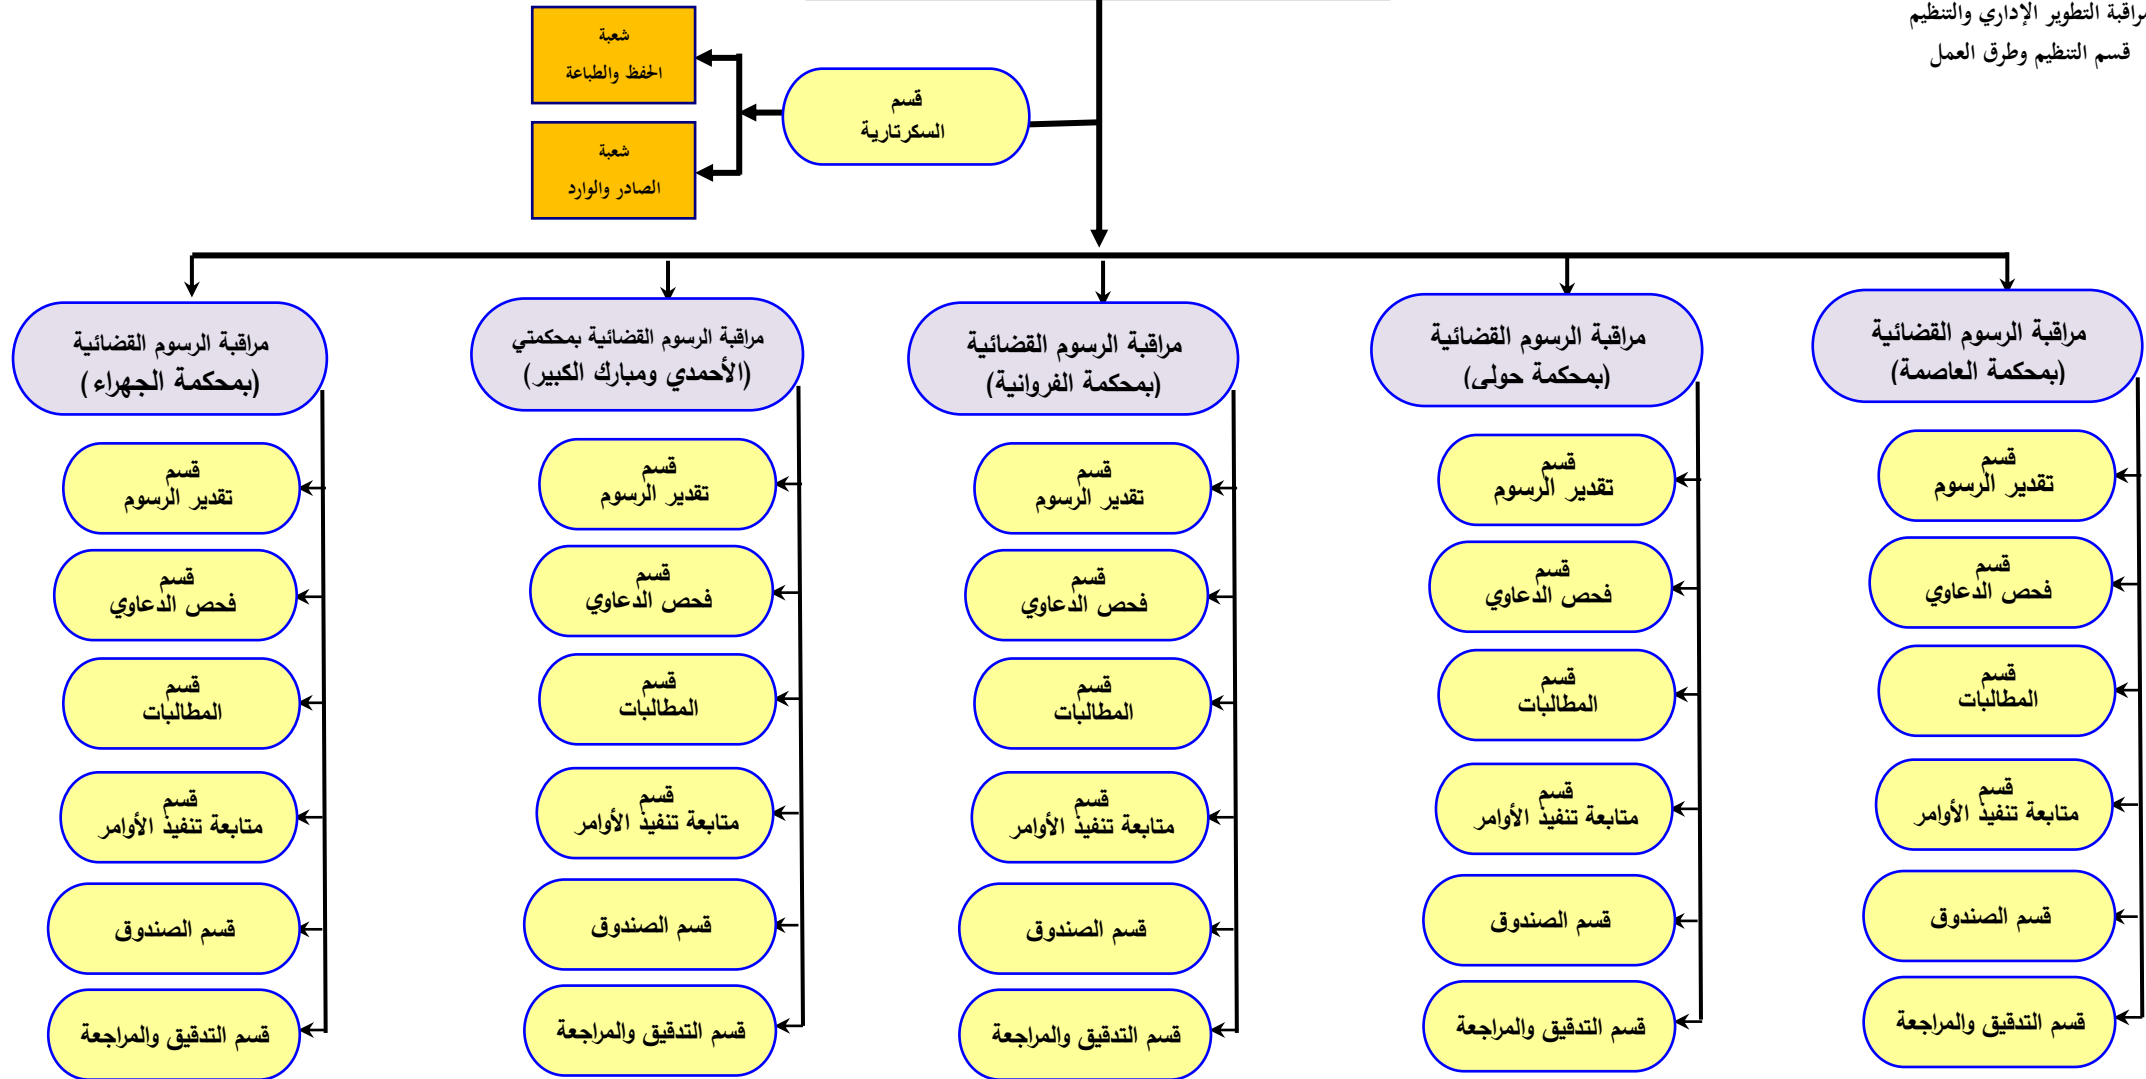 مراقبة التطوير الإداري والتنظيم
قسم التنظيم وطرق العمل
شعبة
الحفظ والطباعة
قسم
السكرتارية
شعبة
الصادر والوارد
مراقبة الرسوم القضائية
(بمحكمة العاصمة)
مراقبة الرسوم القضائية
(بمحكمة حولى)
مراقبة الرسوم القضائية
(بمحكمة الفروانية)
مراقبة الرسوم القضائية بمحكمتي
(الأحمدي ومبارك الكبير)
مراقبة الرسوم القضائية
(بمحكمة الجهراء)
قسم
تقدير الرسوم
قسم
تقدير الرسوم
قسم
تقدير الرسوم
قسم
تقدير الرسوم
قسم
تقدير الرسوم
قسم
فحص الدعاوي
قسم
فحص الدعاوي
قسم
فحص الدعاوي
قسم
فحص الدعاوي
قسم
فحص الدعاوي
قسم
المطالبات
قسم
المطالبات
قسم
المطالبات
قسم
المطالبات
قسم
المطالبات
قسم
متابعة تنفيذ الأوامر
قسم
متابعة تنفيذ الأوامر
قسم
متابعة تنفيذ الأوامر
قسم
متابعة تنفيذ الأوامر
قسم
متابعة تنفيذ الأوامر
قسم الصندوق
قسم الصندوق
قسم الصندوق
قسم الصندوق
قسم الصندوق
قسم التدقيق والمراجعة
قسم التدقيق والمراجعة
قسم التدقيق والمراجعة
قسم التدقيق والمراجعة
قسم التدقيق والمراجعة